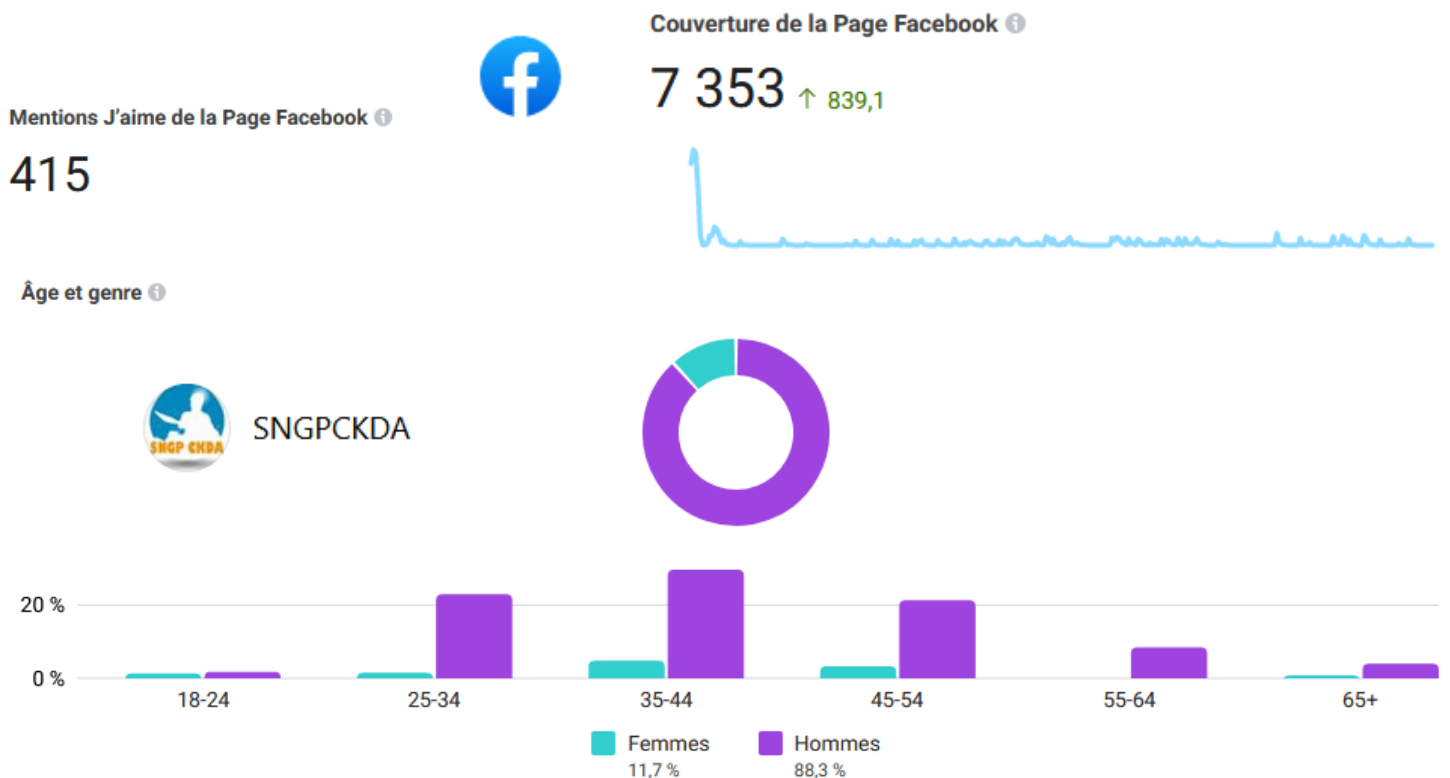 Couverture de la Page Facebook
7 353 ↑ 839,1
Mentions J'aime de la Page Facebook
415
Âge et genre
SNGP CKDA
SNGPCKDA
20 %
0 %
18-24 25-34 35-44 45-54 55-64 65+
Femmes Hommes
11,7 % 88,3 %